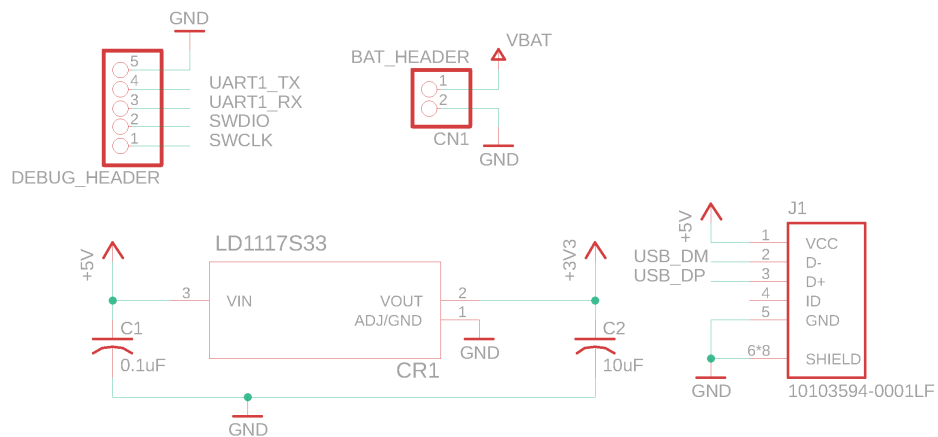 GND
5
4 UART1_TX
3 UART1_RX
2 SWDIO
1 SWCLK
DEBUG_HEADER
VBAT
BAT_HEADER
1
2
CN1
GND
+5V
LD1117S33
3 VIN
VOUT 2
ADJ/GND 1
GND
CR1
C1
0.1uF
+3V3
C2
10uF
GND
+5V
J1
1 VCC
USB_DM 2 D-
USB_DP 3 D+
4 ID
5 GND
6*8 SHIELD
GND
10103594-0001LF